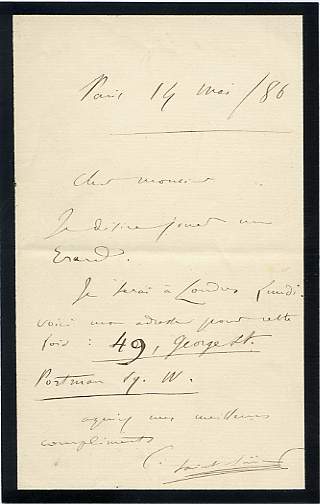 Paris 14 mai /86
Cher monsieur
Je désire jouer un
Erard.
Je serai à Londres lundi.
voici mon adresse pour cette
fois : 49, George St.
Portman Sq. W.
agréez mes meilleurs
compliments
C. Saint-Saëns